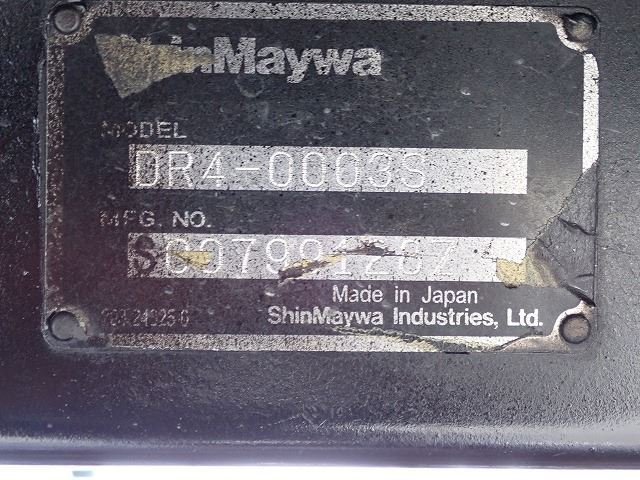 ShinMaywa
MODEL
DR4-0003S
MFG. NO.
Made in Japan
ShinMaywa Industries, Ltd.